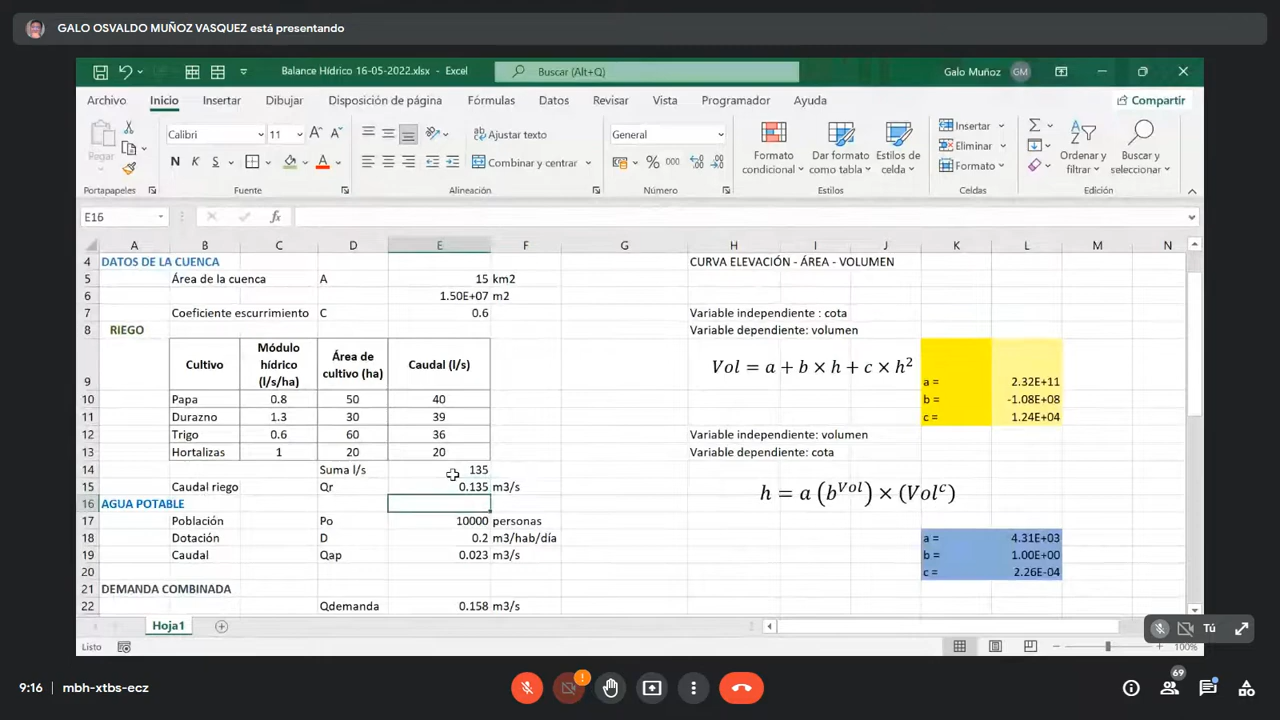 GALO OSVALDO MUÑOZ VASQUEZ está presentando
Balance Hídrico 16-05-2022.xlsx - Excel
Buscar (Alt+Q)
Galo Muñoz GM
Archivo Inicio Insertar Dibujar Disposición de página Fórmulas Datos Revisar Vista Programador Ayuda
Compartir
Pegar
Calibri 11
N K S
Ajustar texto
Combinar y centrar
General
% 000
Formato condicional
Dar formato como tabla
Estilos de celda
Insertar
Eliminar
Formato
Ordenar y filtrar
Buscar y seleccionar
Portapapeles Fuente Alineación Número Estilos Celdas Edición
E16
fx
A B C D E F G H I J K L M N
4 DATOS DE LA CUENCA CURVA ELEVACIÓN - ÁREA - VOLUMEN
5 Área de la cuenca A 15 km2
6 1.50E+07 m2
7 Coeficiente escurrimiento C 0.6 Variable independiente : cota
8 RIEGO Variable dependiente: volumen
9 Cultivo Módulo hídrico (l/s/ha) Área de cultivo (ha) Caudal (l/s) Vol = a + b × h + c × h² a = 2.32E+11
10 Papa 0.8 50 40 b = -1.08E+08
11 Durazno 1.3 30 39 c = 1.24E+04
12 Trigo 0.6 60 36 Variable independiente: volumen
13 Hortalizas 1 20 20 Variable dependiente: cota
14 Suma l/s 135
15 Caudal riego Qr 0.135 m3/s h = a (b^Vol) × (Vol^c)
16 AGUA POTABLE
17 Población Po 10000 personas
18 Dotación D 0.2 m3/hab/día a = 4.31E+03
19 Caudal Qap 0.023 m3/s b = 1.00E+00
20 c = 2.26E-04
21 DEMANDA COMBINADA
22 Qdemanda 0.158 m3/s
Hoja1
Tú
Listo
100%
9:16 mbh-xtbs-ecz
69